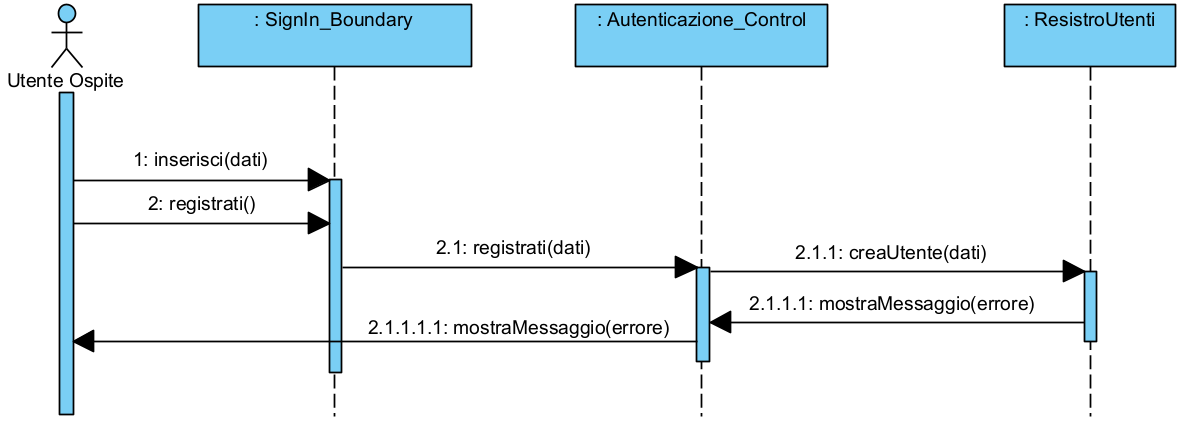 : SignIn_Boundary
: Autenticazione_Control
: ResistroUtenti
Utente Ospite
1: inserisci(dati)
2: registrati()
2.1: registrati(dati)
2.1.1: creaUtente(dati)
2.1.1.1: mostraMessaggio(errore)
2.1.1.1.1: mostraMessaggio(errore)